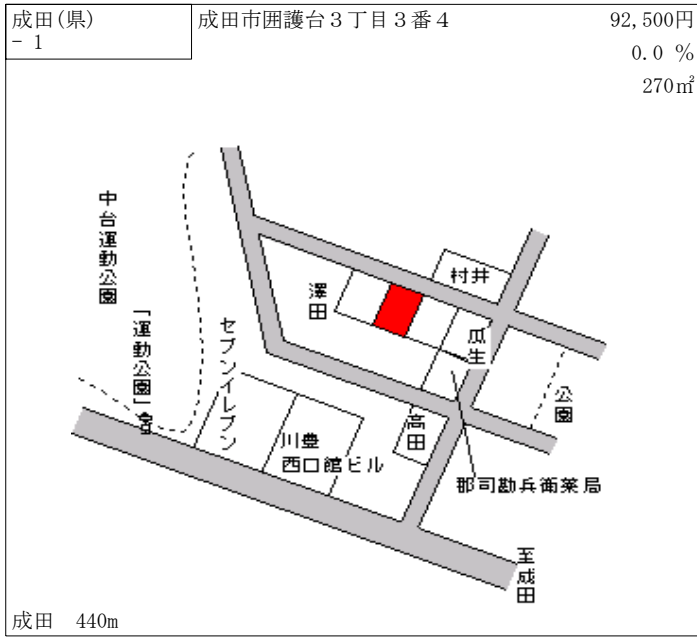 成田(県)
- 1
成田市囲護台３丁目３番４
92,500円
0.0 %
270㎡
中台運動公園
「運動公園」
セブンイレブン
澤田
村井
瓜生
公園
高田
川豊
西口館ビル
郡司勘兵衛薬局
至成田
成田 440m